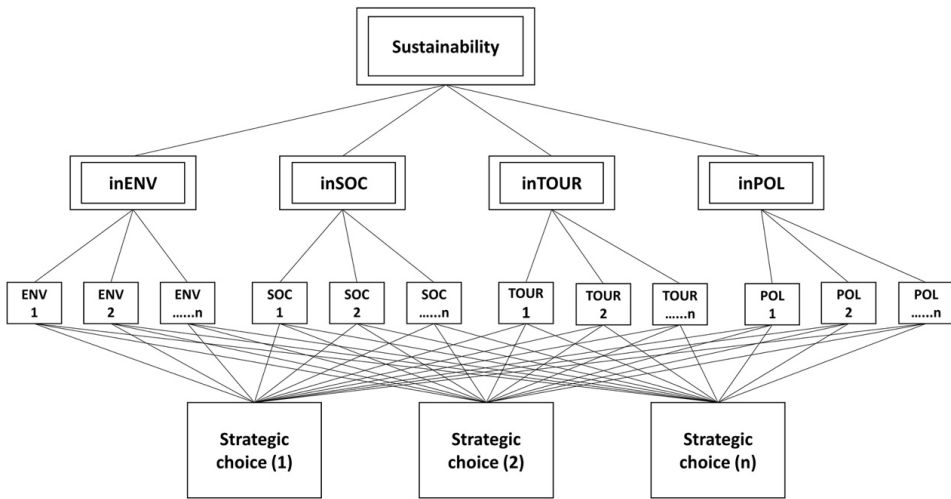 Sustainability
inENV
inSOC
inTOUR
inPOL
ENV
1
ENV
2
ENV
......n
SOC
1
SOC
2
SOC
......n
TOUR
1
TOUR
2
TOUR
......n
POL
1
POL
2
POL
......n
Strategic
choice (1)
Strategic
choice (2)
Strategic
choice (n)